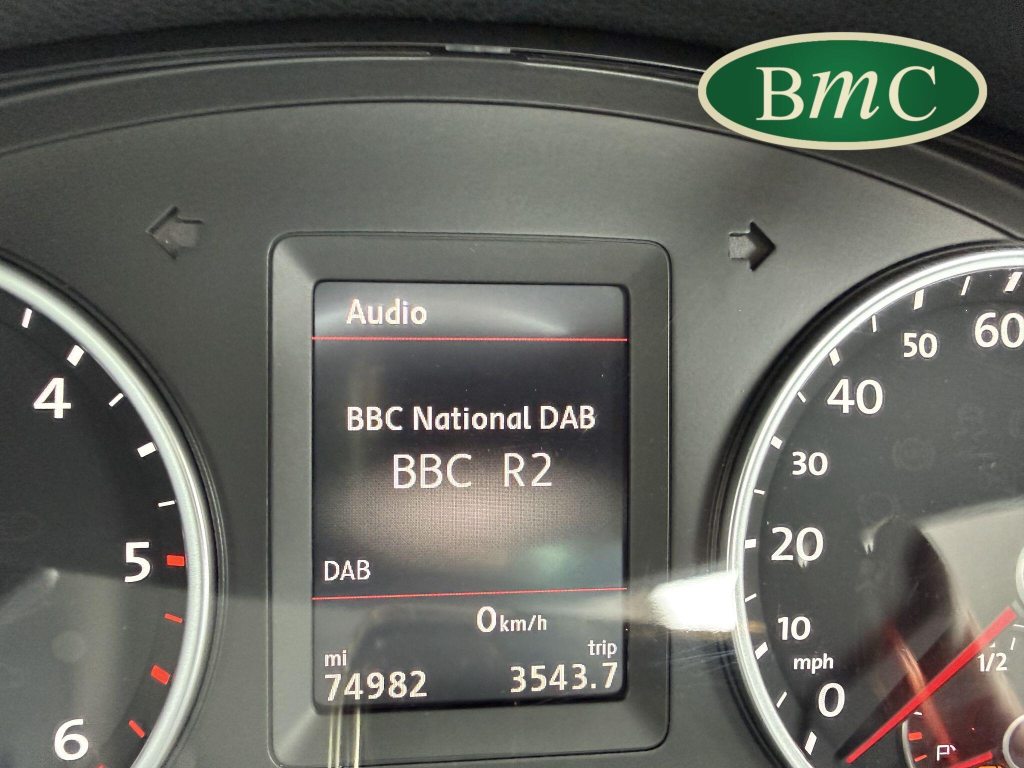 BmC
Audio
BBC National DAB
BBC R2
DAB
0km/h
mi
trip
74982
3543.7
4
5
6
60
50
40
30
20
10
mph
0
1/2